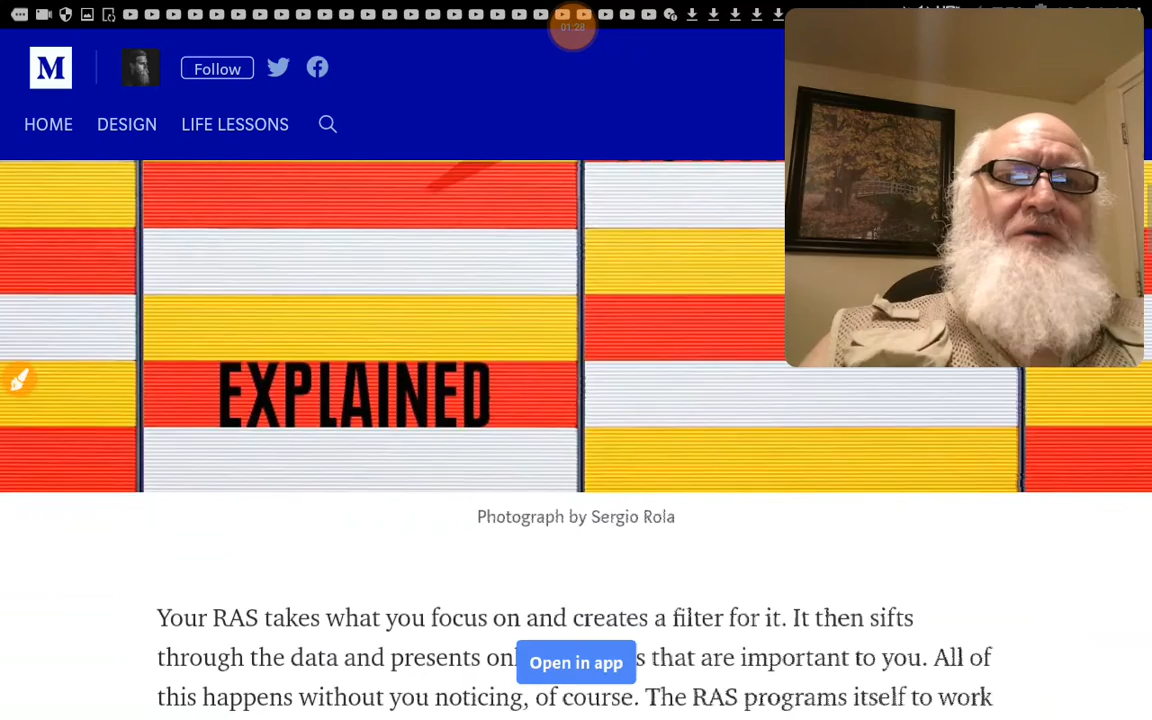 01:28
M
Follow
HOME DESIGN LIFE LESSONS
EXPLAINED
Photograph by Sergio Rola
Your RAS takes what you focus on and creates a filter for it. It then sifts
through the data and presents that are important to you. All of
Open in app
this happens without you noticing, of course. The RAS programs itself to work